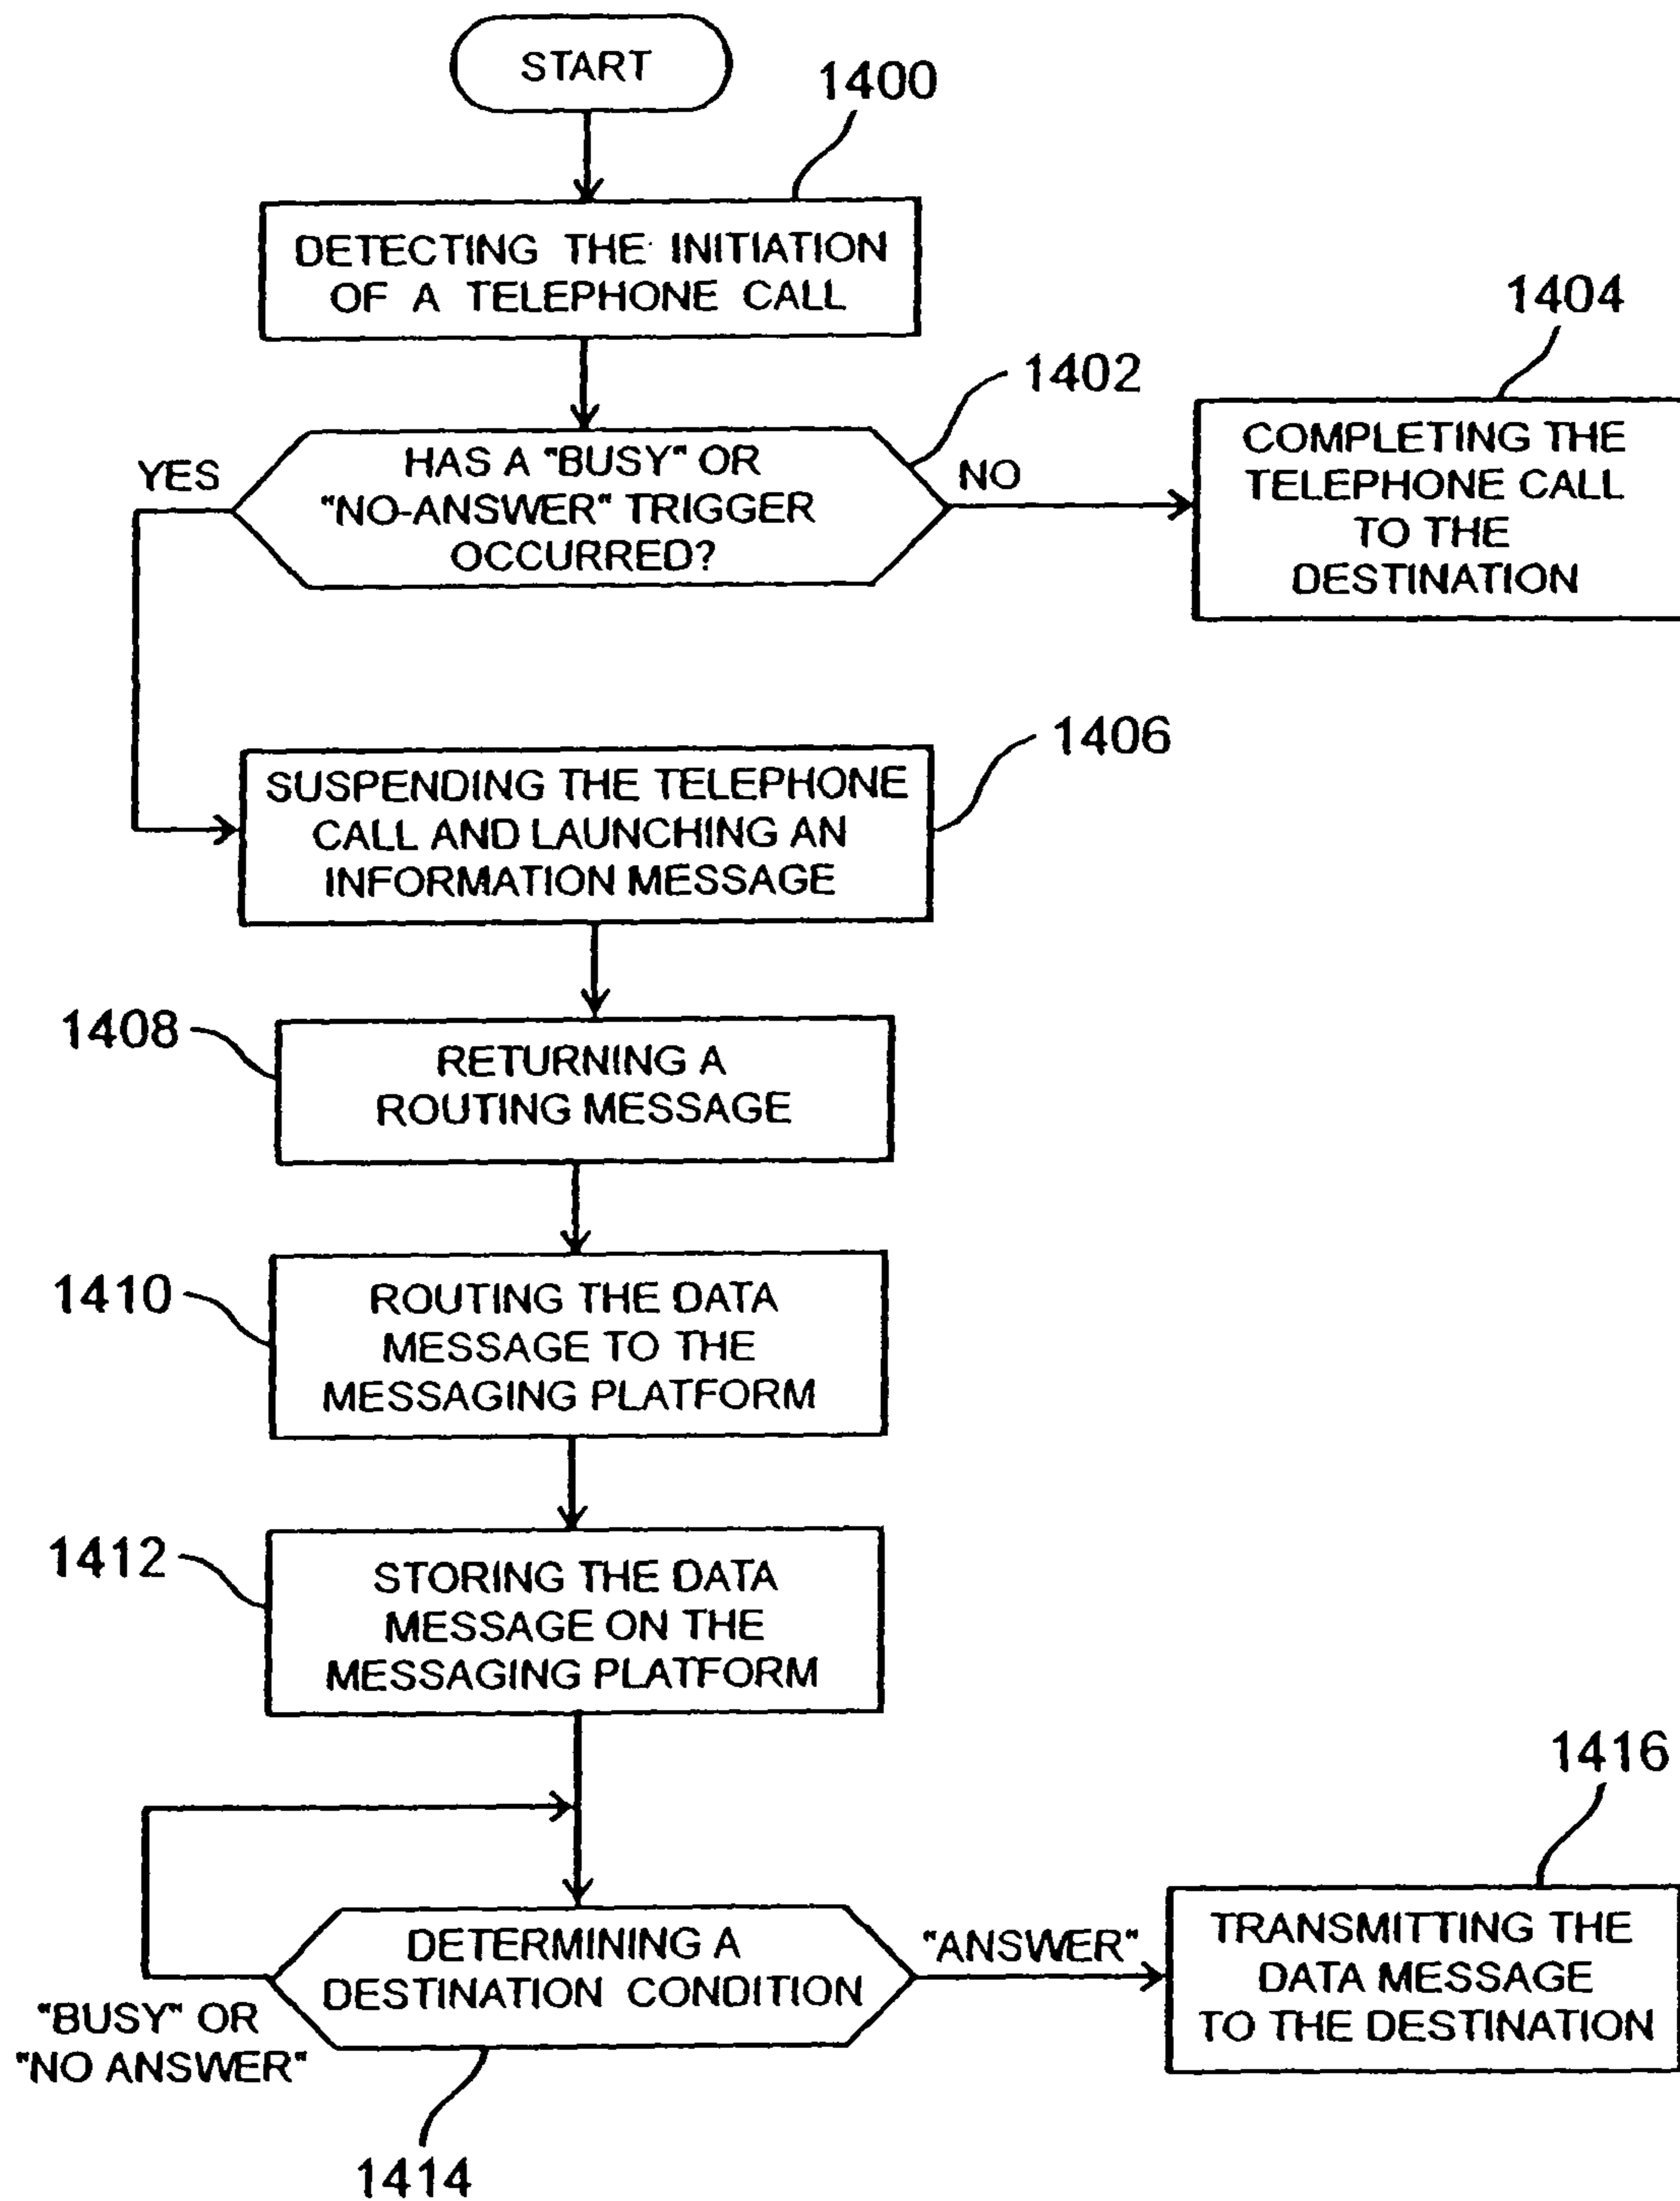 START
1400
DETECTING THE INITIATION
OF A TELEPHONE CALL
1402
1404
YES
HAS A "BUSY" OR
"NO-ANSWER" TRIGGER
OCCURRED?
NO
COMPLETING THE
TELEPHONE CALL
TO THE
DESTINATION
1406
SUSPENDING THE TELEPHONE
CALL AND LAUNCHING AN
INFORMATION MESSAGE
1408
RETURNING A
ROUTING MESSAGE
1410
ROUTING THE DATA
MESSAGE TO THE
MESSAGING PLATFORM
1412
STORING THE DATA
MESSAGE ON THE
MESSAGING PLATFORM
1416
DETERMINING A
DESTINATION CONDITION
"ANSWER"
TRANSMITTING THE
DATA MESSAGE
TO THE DESTINATION
"BUSY" OR
"NO ANSWER"
1414